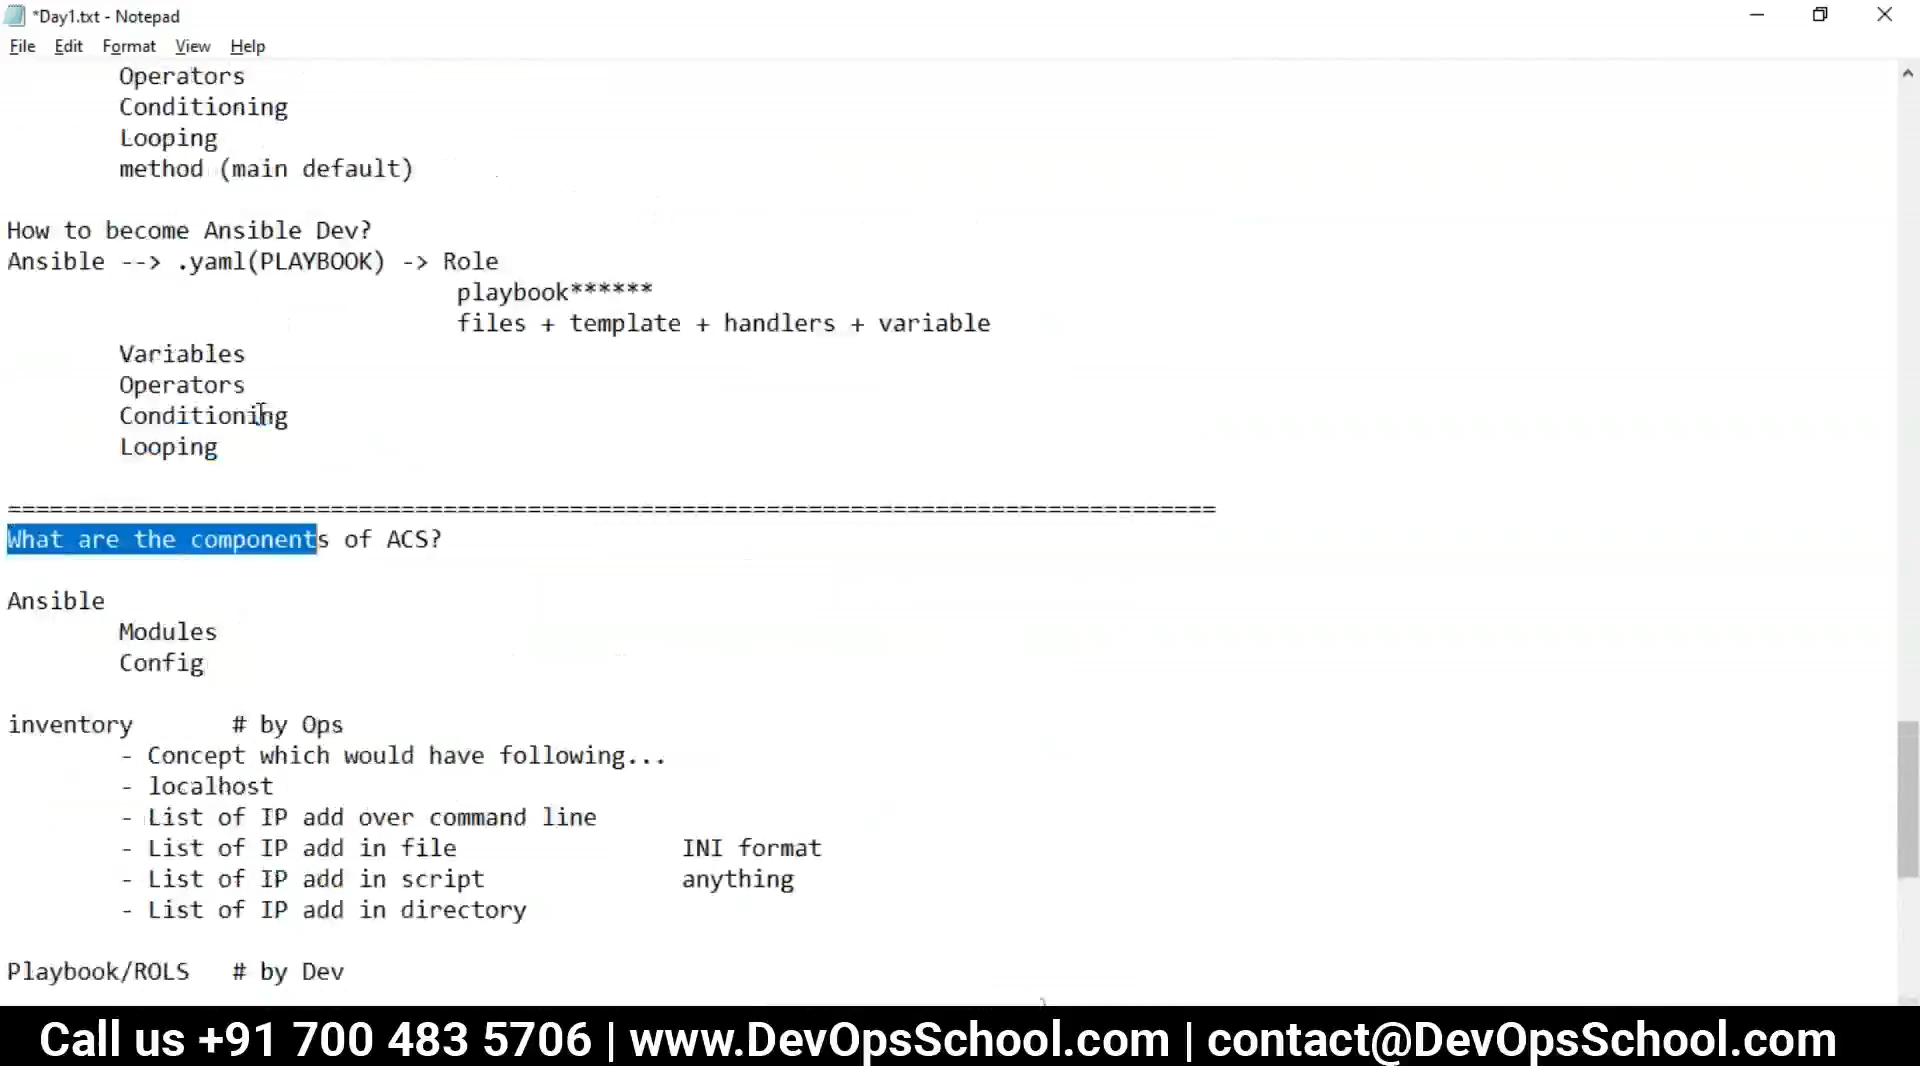 *Day1.txt - Notepad
File Edit Format View Help
Operators
Conditioning
Looping
method (main default)
How to become Ansible Dev?
Ansible --> .yaml(PLAYBOOK) -> Role
playbook******
files + template + handlers + variable
Variables
Operators
Conditioning
Looping
======================================================================================
What are the components of ACS?
Ansible
Modules
Config
inventory # by Ops
- Concept which would have following...
- localhost
- List of IP add over command line
- List of IP add in file INI format
- List of IP add in script anything
- List of IP add in directory
Playbook/ROLS # by Dev
Call us +91 700 483 5706 | www.DevOpsSchool.com | contact@DevOpsSchool.com